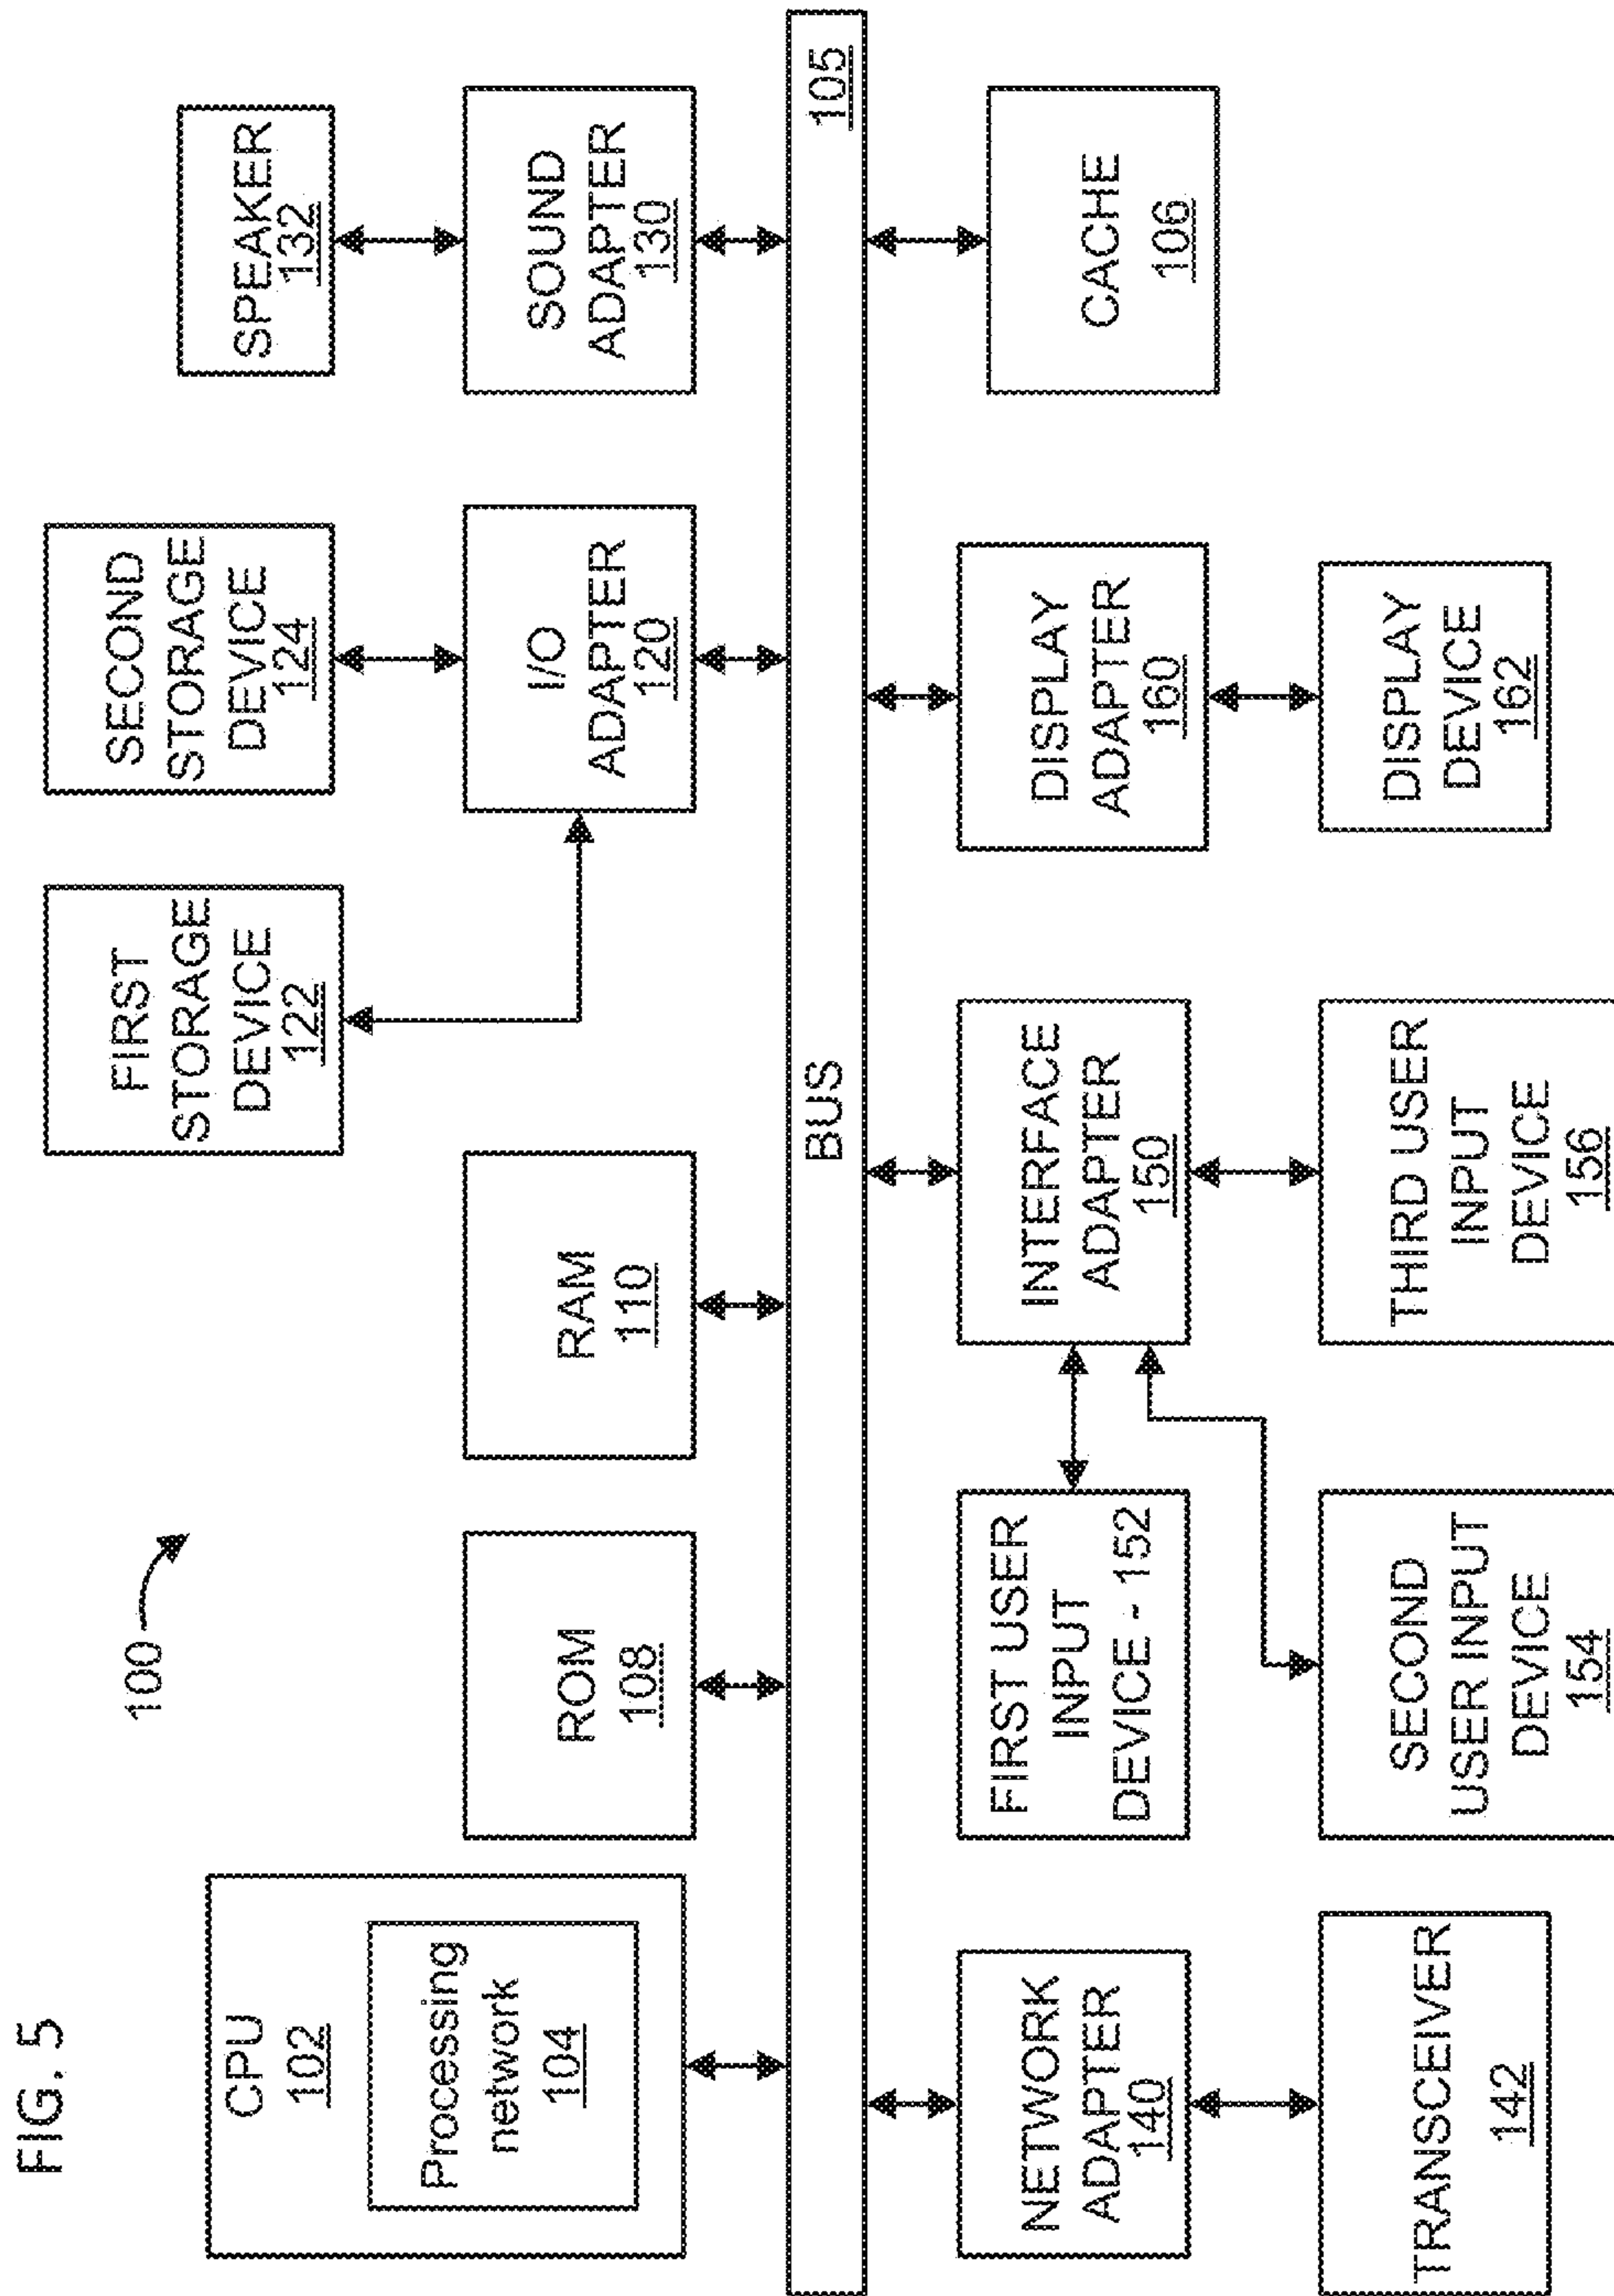 FIG. 5
100
CPU
102
Processing
network
104
ROM
108
RAM
110
FIRST
STORAGE
DEVICE
122
SECOND
STORAGE
DEVICE
124
I/O
ADAPTER
120
SPEAKER
132
SOUND
ADAPTER
130
BUS
105
NETWORK
ADAPTER
140
TRANSCEIVER
142
FIRST USER
INPUT
DEVICE - 152
SECOND
USER INPUT
DEVICE
154
INTERFACE
ADAPTER
150
THIRD USER
INPUT
DEVICE
156
DISPLAY
ADAPTER
160
DISPLAY
DEVICE
162
CACHE
106